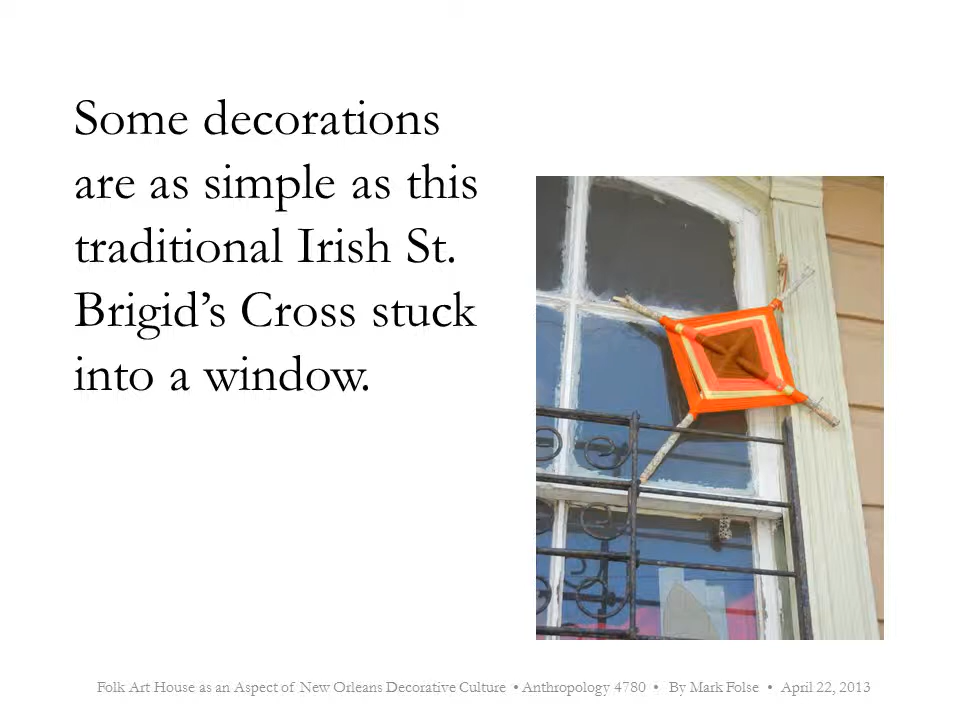 Some decorations
are as simple as this
traditional Irish St.
Brigid’s Cross stuck
into a window.
Folk Art House as an Aspect of New Orleans Decorative Culture • Anthropology 4780 • By Mark Folse • April 22, 2013